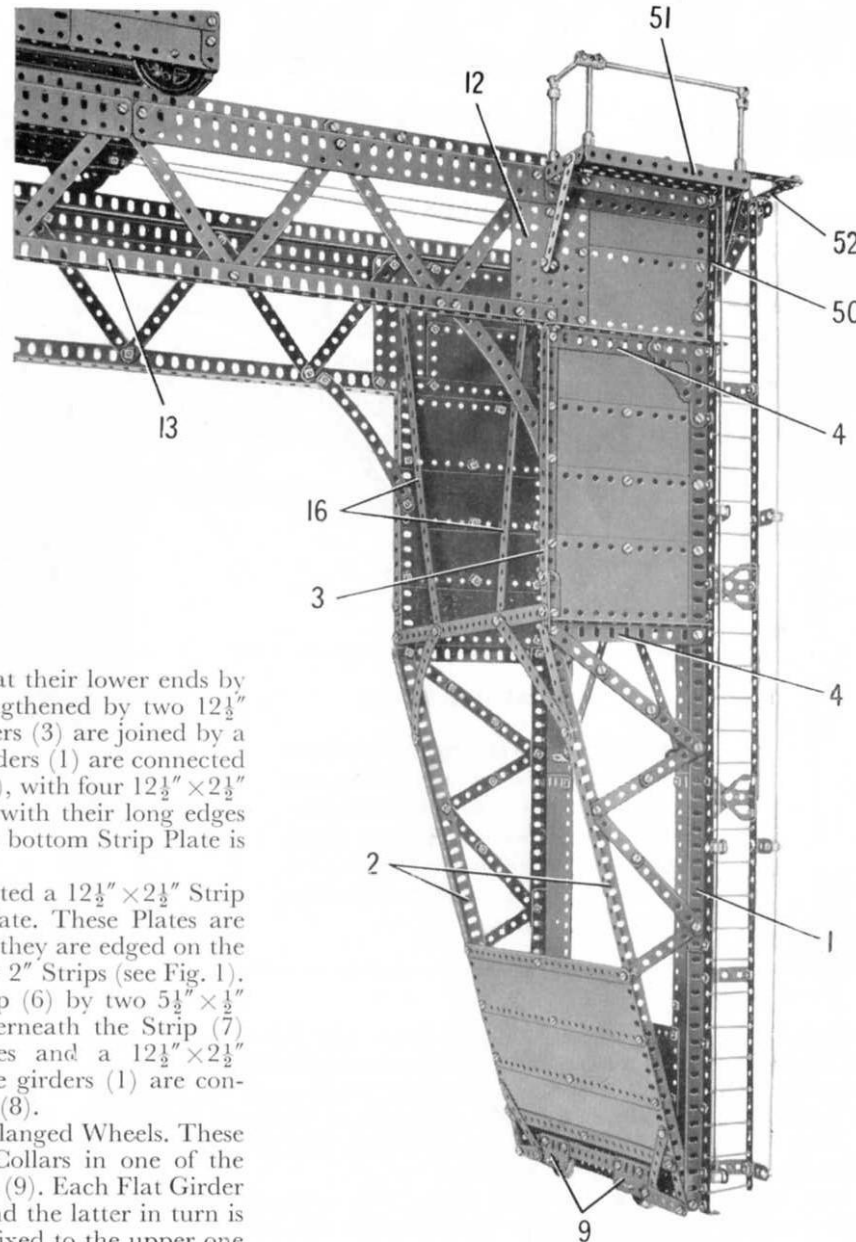 51
12
52
50
13
4
16
3
4
2
1
9
at their lower ends by
gthened by two 12½″
ers (3) are joined by a
ders (1) are connected
), with four 12½″ × 2½″
with their long edges
bottom Strip Plate is
ted a 12½″ × 2½″ Strip
ate. These Plates are
they are edged on the
2″ Strips (see Fig. 1).
p (6) by two 5½″ × ½″
erneath the Strip (7)
es and a 12½″ × 2½″
e girders (1) are con-
(8).
langed Wheels. These
Collars in one of the
(9). Each Flat Girder
nd the latter in turn is
ixed to the upper one